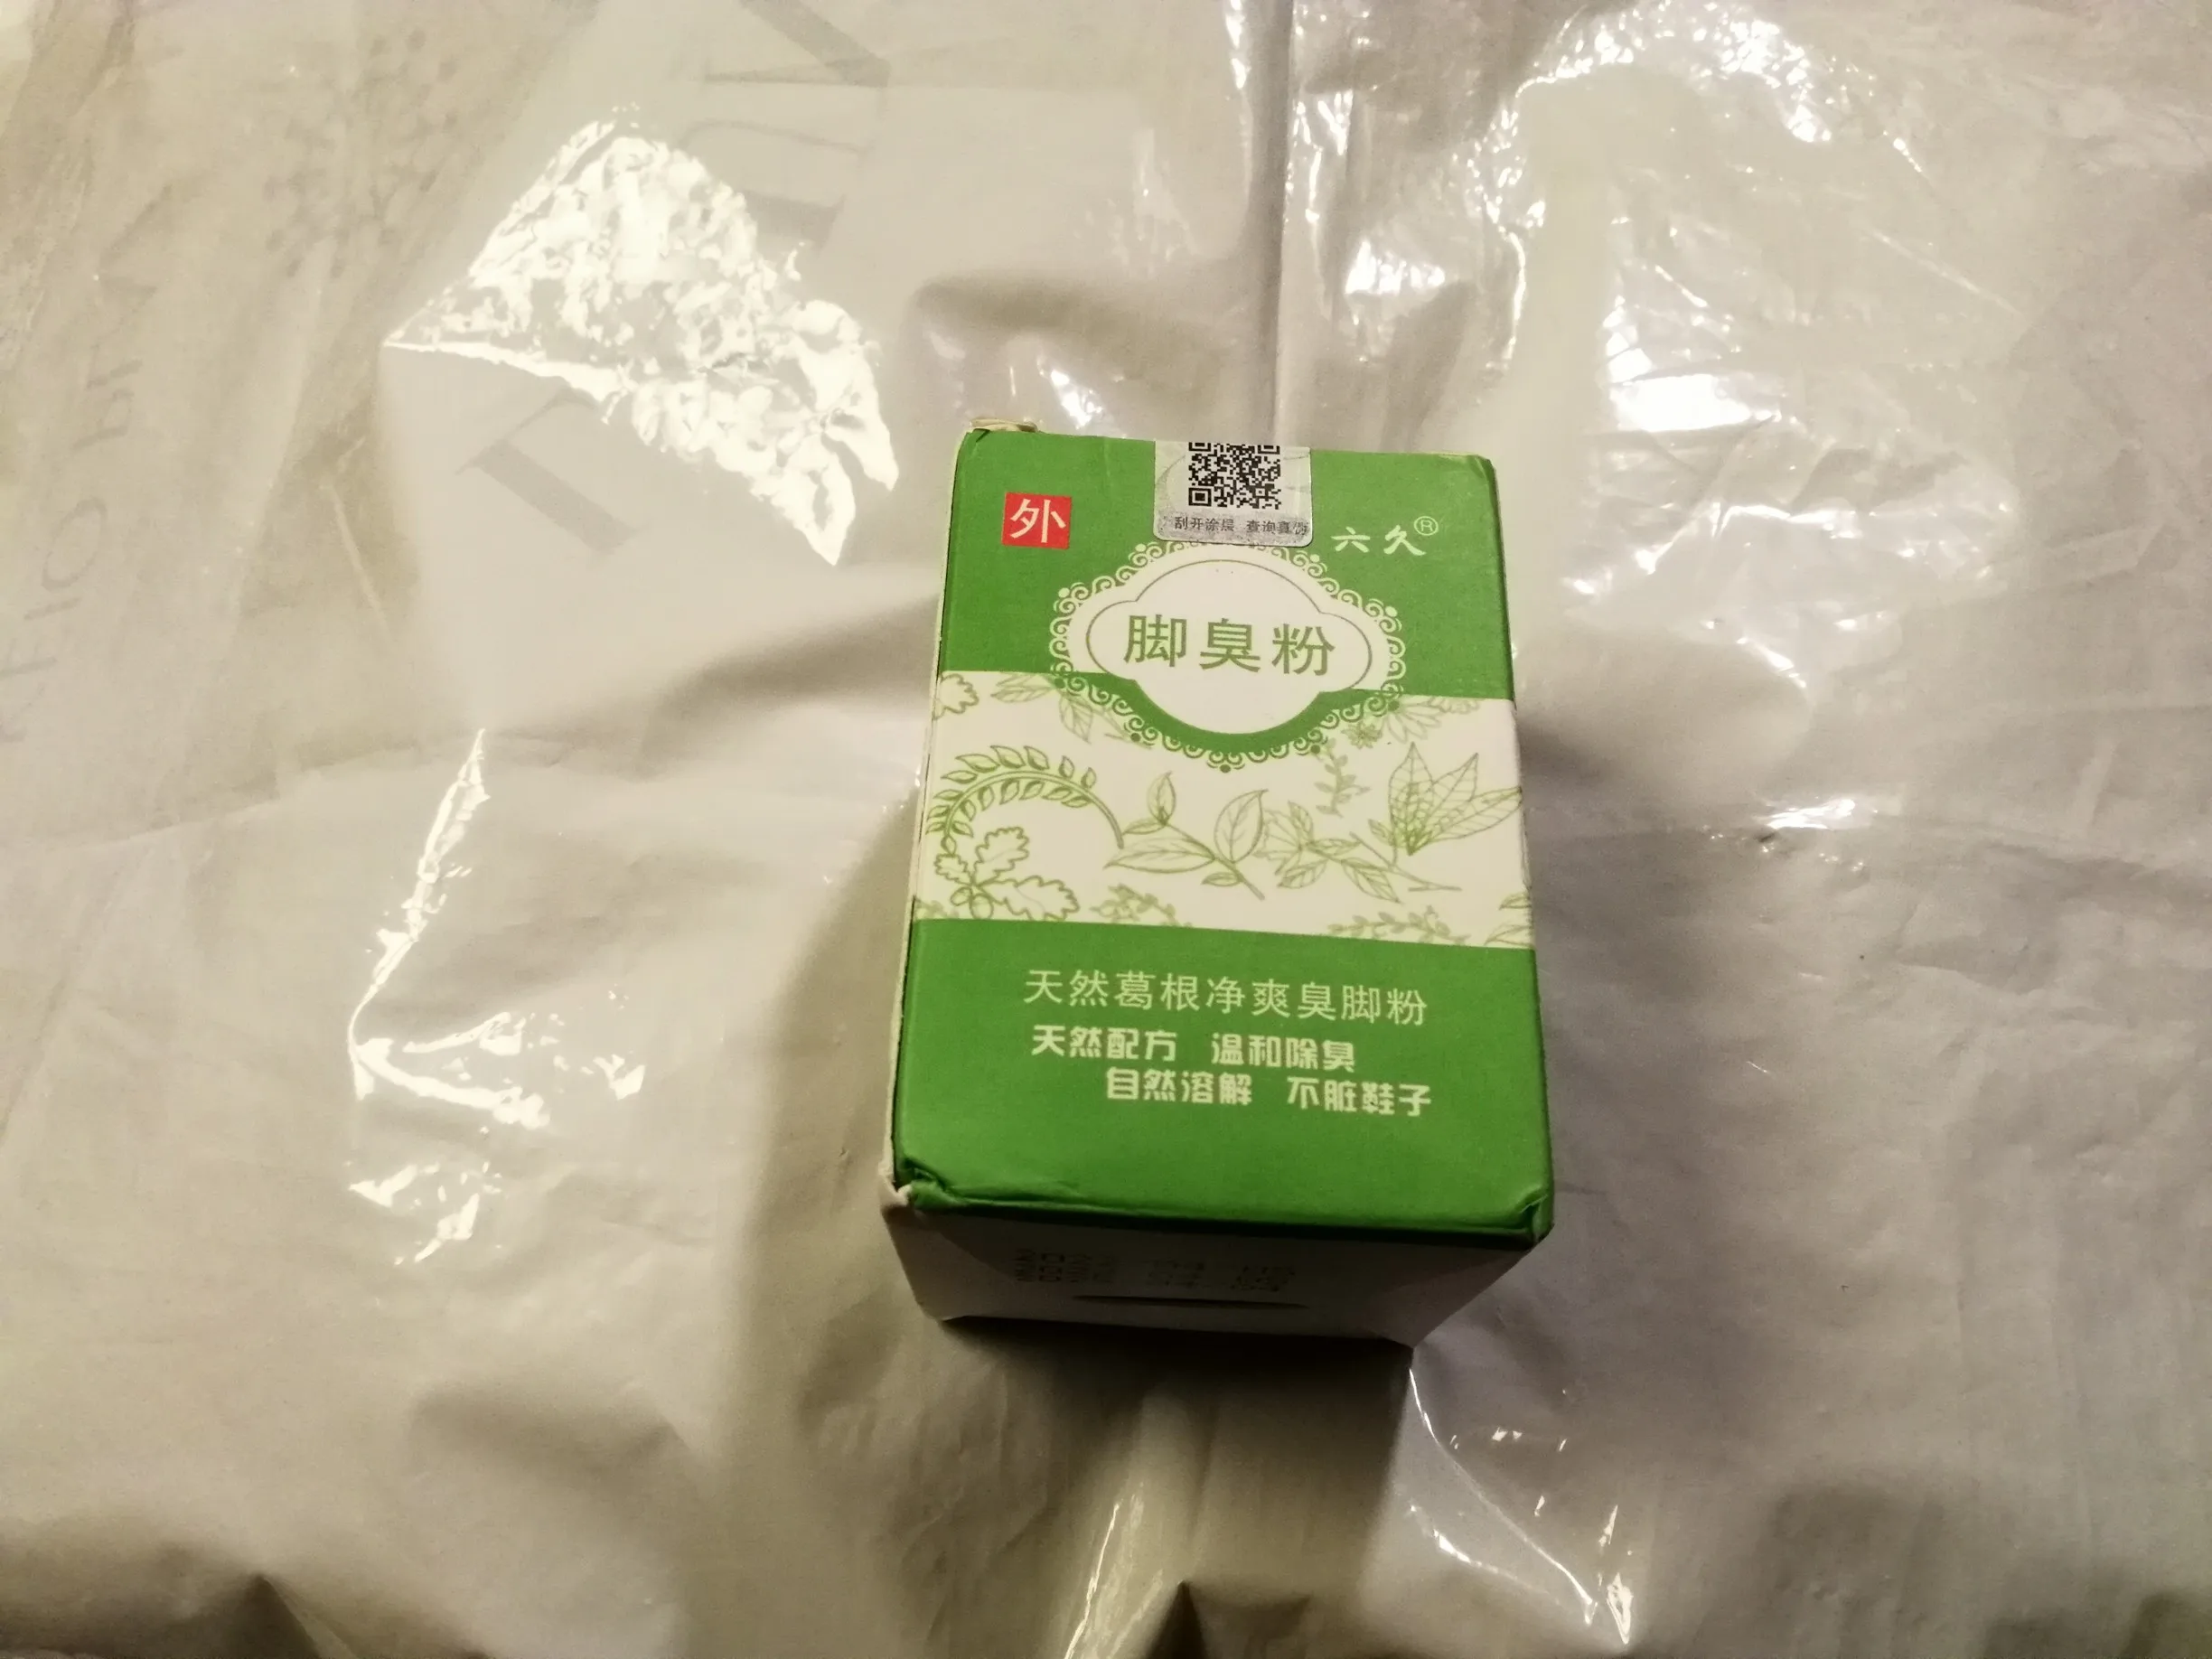 外
刮开涂层 查询真伪
六久®
脚臭粉
天然葛根净爽臭脚粉
天然配方 温和除臭
自然溶解 不脏鞋子